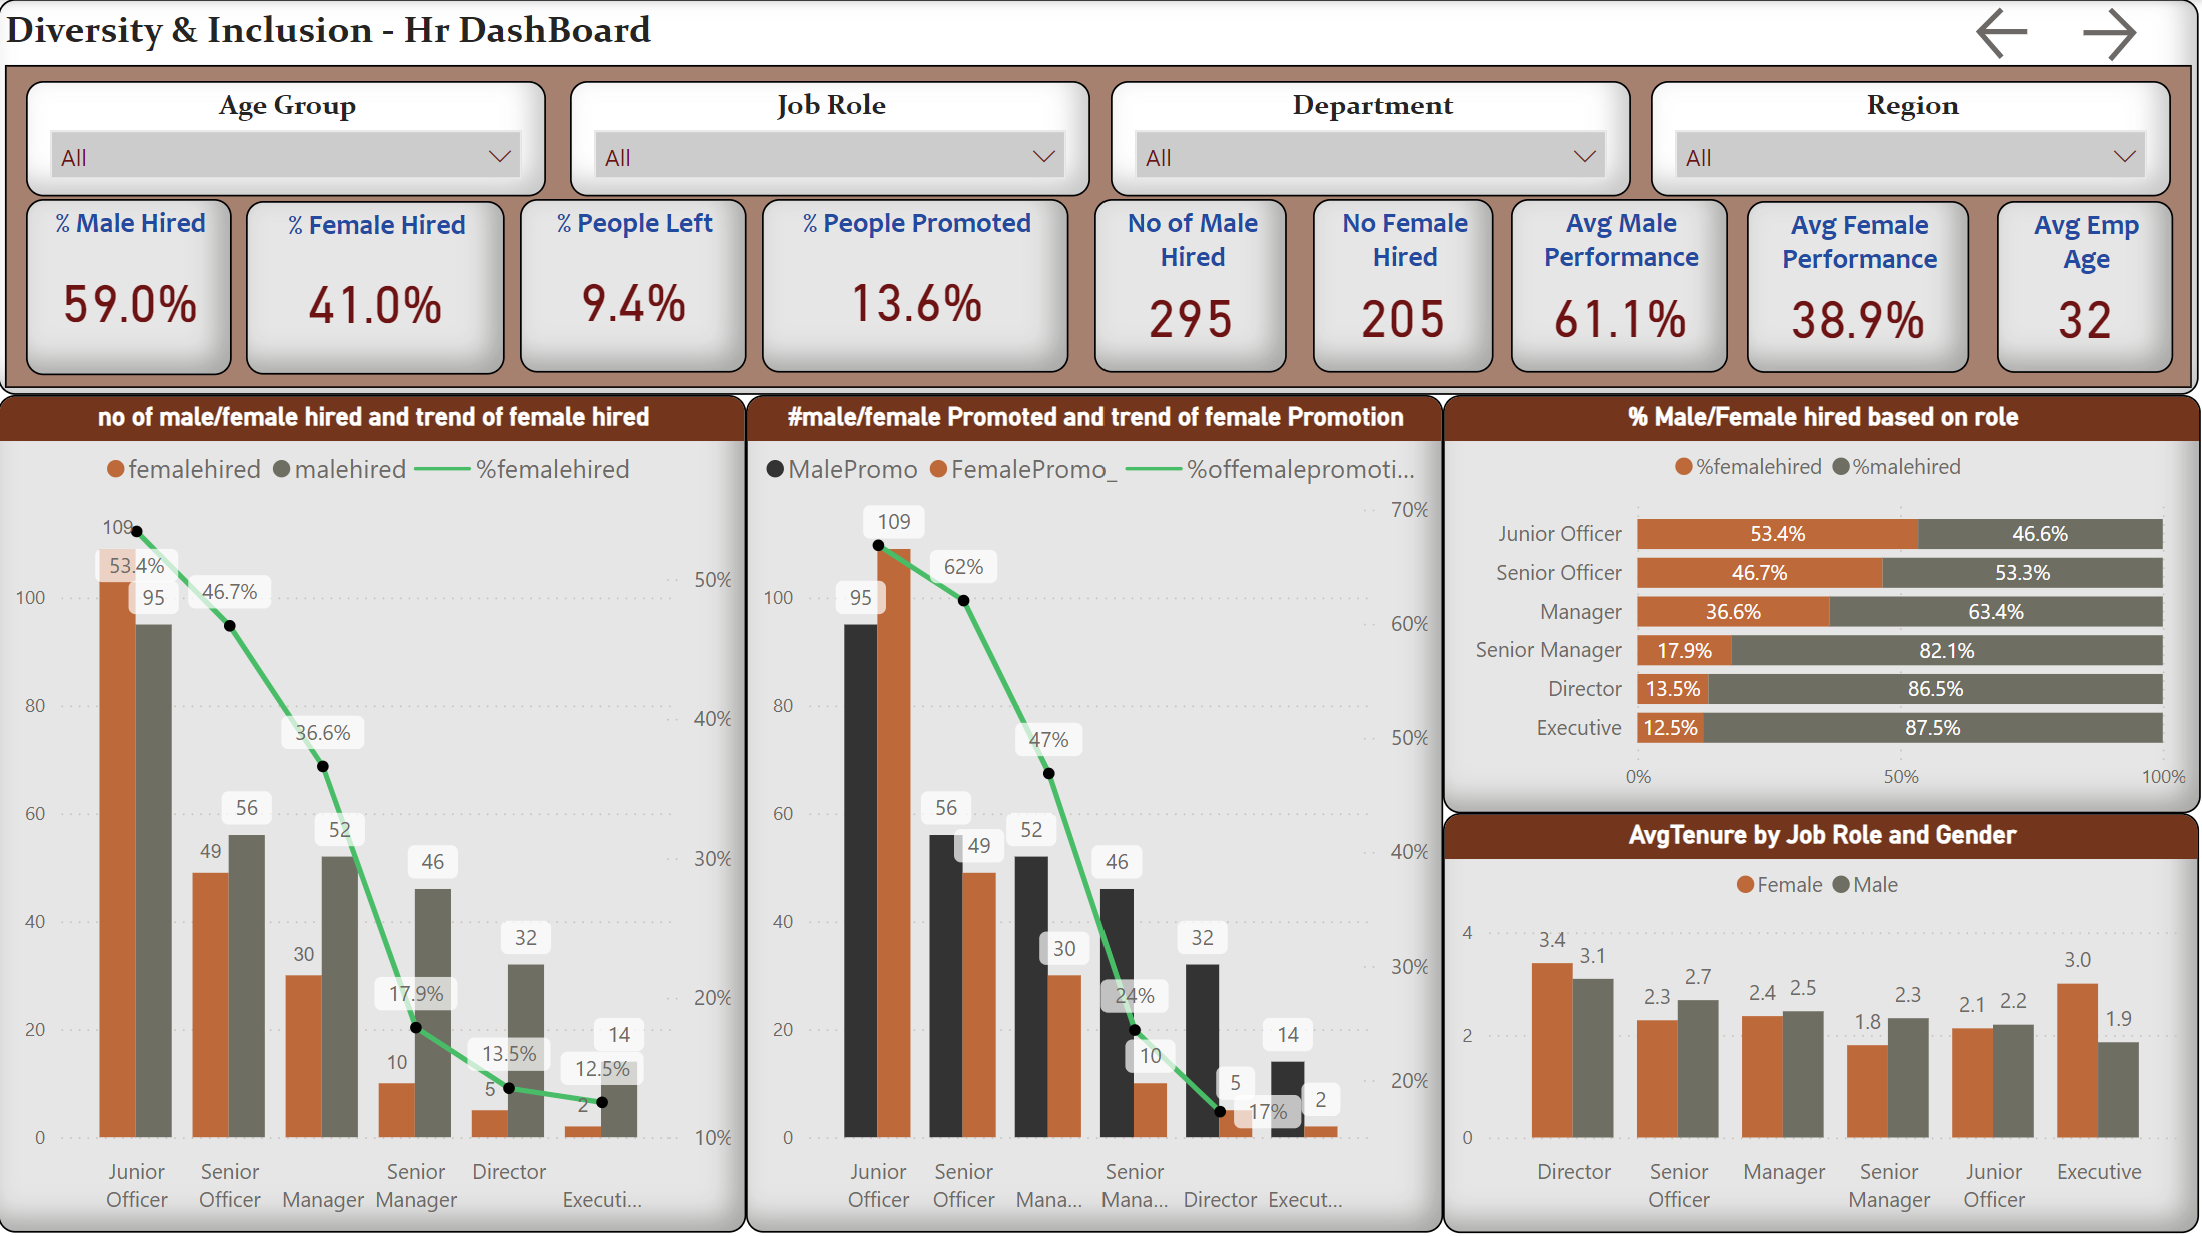 Diversity & Inclusion - Hr DashBoard
Age Group
All
Job Role
All
Department
All
Region
All
% Male Hired
59.0%
% Female Hired
41.0%
% People Left
9.4%
% People Promoted
13.6%
No of Male
Hired
295
No Female
Hired
205
Avg Male
Performance
61.1%
Avg Female
Performance
38.9%
Avg Emp
Age
32
no of male/female hired and trend of female hired
femalehired malehired %femalehired
109
53.4%
95
46.7%
50%
100
36.6%
40%
80
56
52
60
49
46
30%
40
30
32
17.9%
20%
20
10
13.5%
14
12.5%
5
2
0
10%
Junior
Officer
Senior
Officer
Manager
Senior
Manager
Director
Executi...
#male/female Promoted and trend of female Promotion
MalePromo FemalePromo_ %offemalepromoti...
70%
109
62%
95
100
60%
47%
50%
80
56
52
60
49
46
40%
40
30
32
30%
24%
20
10
14
20%
5
17%
2
0
Junior
Officer
Senior
Officer
Mana...
Senior
Mana...
Director
Execut...
% Male/Female hired based on role
%femalehired %malehired
Junior Officer 53.4% 46.6%
Senior Officer 46.7% 53.3%
Manager 36.6% 63.4%
Senior Manager 17.9% 82.1%
Director 13.5% 86.5%
Executive 12.5% 87.5%
0% 50% 100%
AvgTenure by Job Role and Gender
Female Male
4
3.4 3.1
2.3 2.7
2.4 2.5
1.8 2.3
2.1 2.2
3.0 1.9
2
0
Director
Senior
Officer
Manager
Senior
Manager
Junior
Officer
Executive